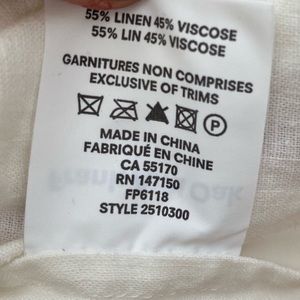 55% LINEN 45% VISCOSE
55% LIN 45% VISCOSE
GARNITURES NON COMPRISES
EXCLUSIVE OF TRIMS
P
MADE IN CHINA
FABRIQUÉ EN CHINE
CA 55170
RN 147150
FP6118
STYLE 2510300